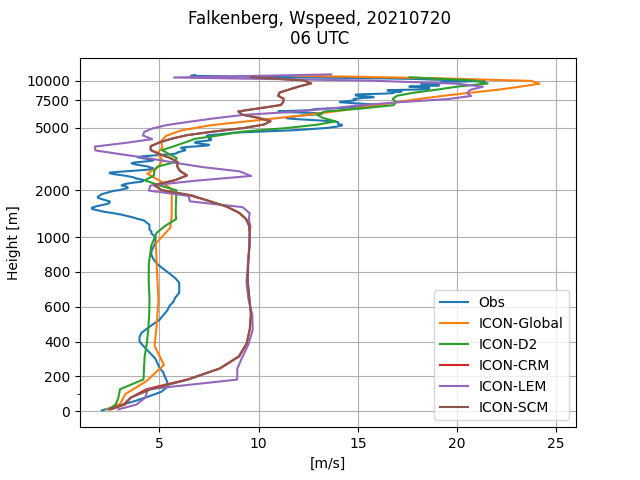 Falkenberg, Wspeed, 20210720
06 UTC
10000
7500
5000
2000
1000
800
600
400
200
0
Height [m]
5
10
15
20
25
[m/s]
Obs
ICON-Global
ICON-D2
ICON-CRM
ICON-LEM
ICON-SCM